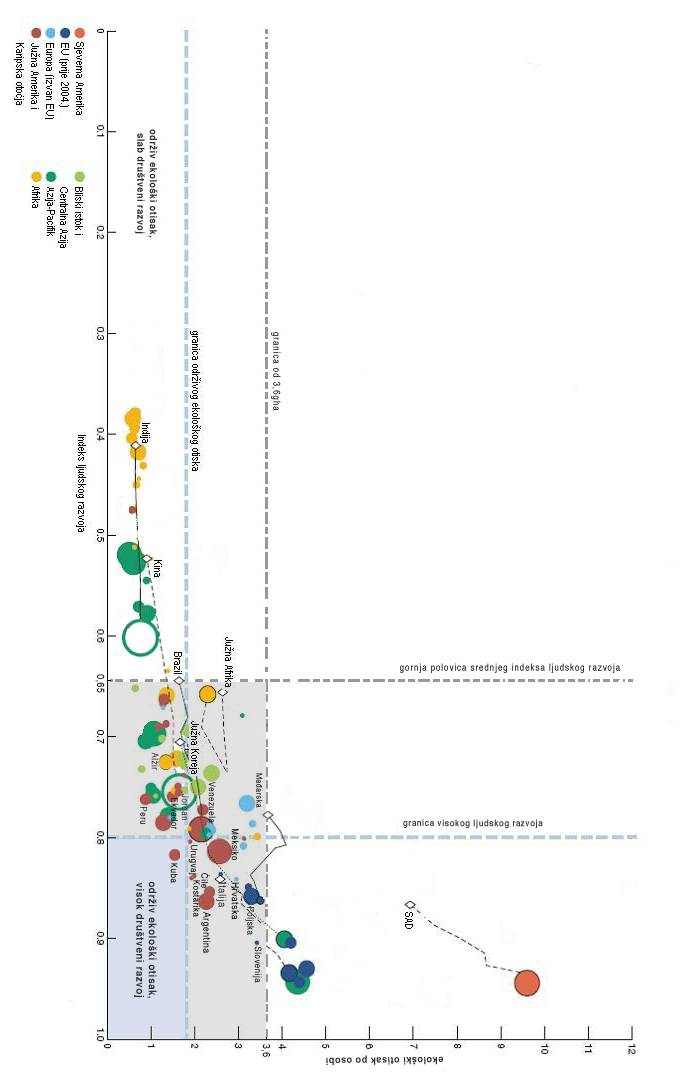 Sjeverna Amerika
EU (prije 2004.)
Europa (izvan EU)
Južna Amerika i
Karipska otočja
Bliski istok i
Centralna Azija
Azija-Pacifik
Afrika
održiv ekološki otisak,
slab društveni razvoj
granica održivog ekološkog otiska
granica od 3,6gha
gornja polovica srednjeg indeksa ljudskog razvoja
granica visokog ljudskog razvoja
Indeks ljudskog razvoja
0
0.1
0.2
0.3
0.4
0.5
0.6
0.65
0.7
0.8
0.9
1.0
Indija
Kina
Brazil
Južna Afrika
Južna Koreja
Alžir
Peru
Ekvador
Jordan
Venezuela
Mađarska
Meksiko
Kuba
Urugvaj
Kostarika
Čile
Argentina
Italija
Hrvatska
Poljska
Slovenija
SAD
održiv ekološki otisak,
visok društveni razvoj
0
1
2
3
3,6
4
5
6
7
8
9
10
11
12
ekološki otisak po osobi